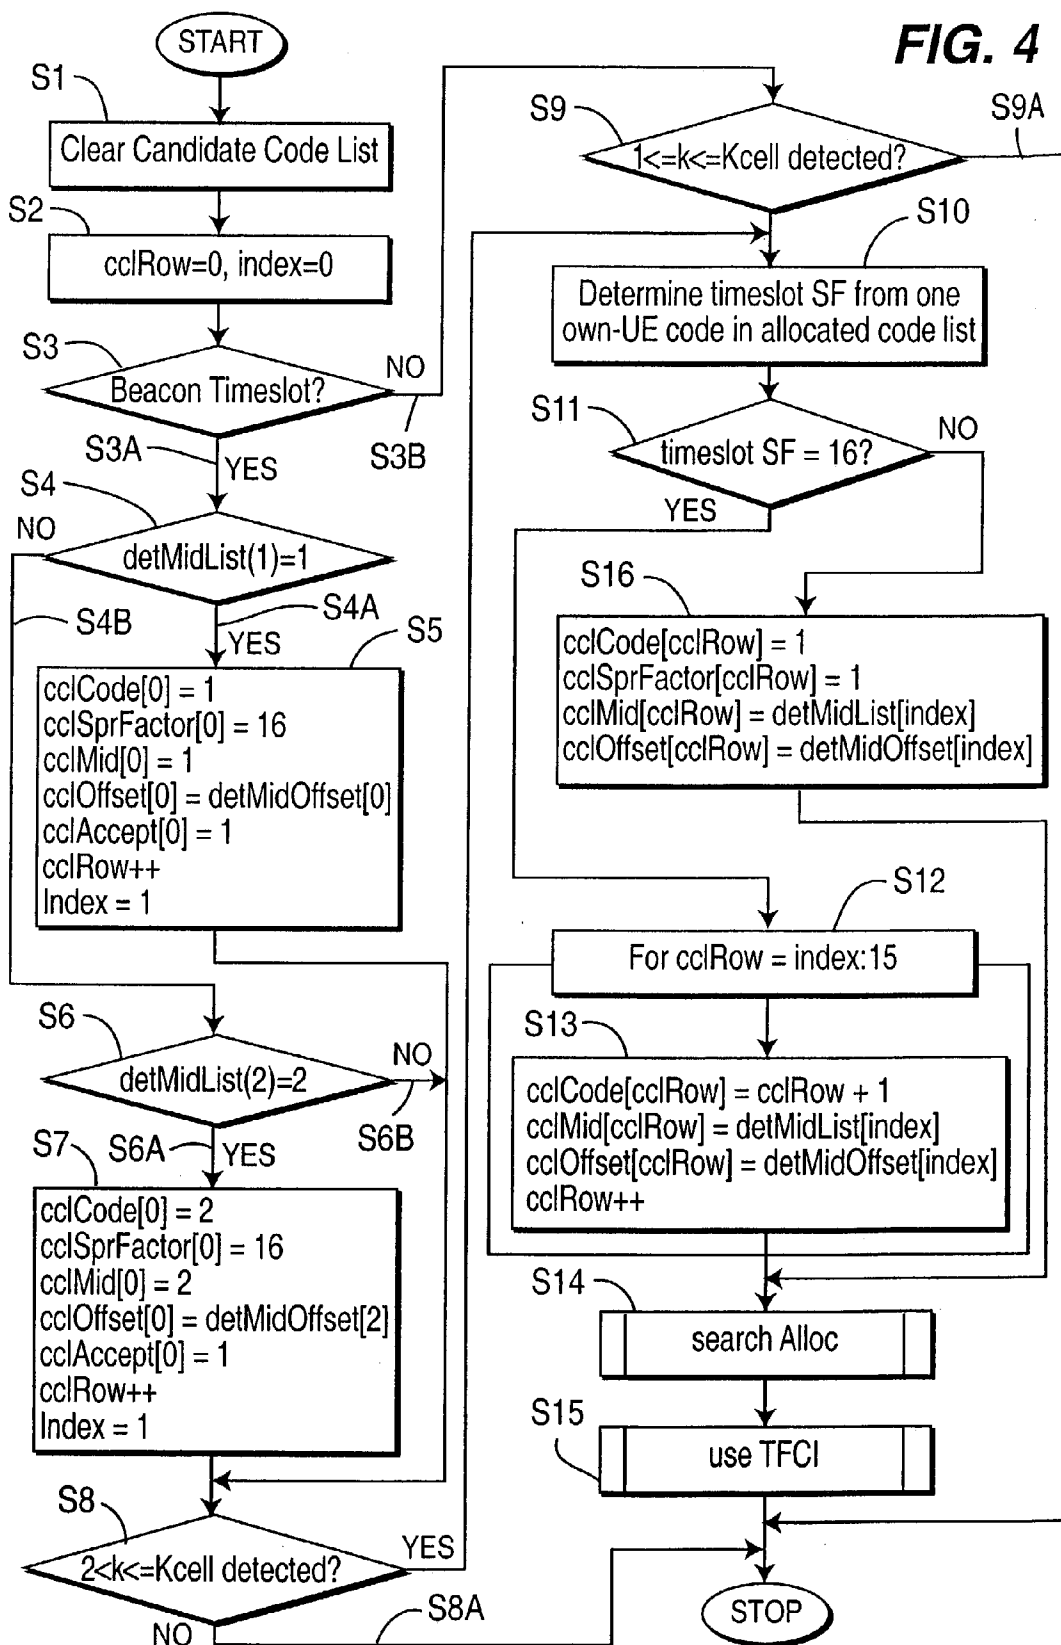 FIG. 4
START
S1
Clear Candidate Code List
S2
cclRow=0, index=0
S3
Beacon Timeslot?
NO
S3B
S3A
YES
S4
NO
detMidList(1)=1
S4B
S4A
YES
S5
cclCode[0] = 1
cclSprFactor[0] = 16
cclMid[0] = 1
cclOffset[0] = detMidOffset[0]
cclAccept[0] = 1
cclRow++
Index = 1
S6
detMidList(2)=2
NO
S6B
S6A
YES
S7
cclCode[0] = 2
cclSprFactor[0] = 16
cclMid[0] = 2
cclOffset[0] = detMidOffset[2]
cclAccept[0] = 1
cclRow++
Index = 1
S8
2<k<=Kcell detected?
YES
NO
S8A
S9
1<=k<=Kcell detected?
S9A
S10
Determine timeslot SF from one
own-UE code in allocated code list
S11
timeslot SF = 16?
NO
YES
S16
cclCode[cclRow] = 1
cclSprFactor[cclRow] = 1
cclMid[cclRow] = detMidList[index]
cclOffset[cclRow] = detMidOffset[index]
S12
For cclRow = index:15
S13
cclCode[cclRow] = cclRow + 1
cclMid[cclRow] = detMidList[index]
cclOffset[cclRow] = detMidOffset[index]
cclRow++
S14
search Alloc
S15
use TFCI
STOP